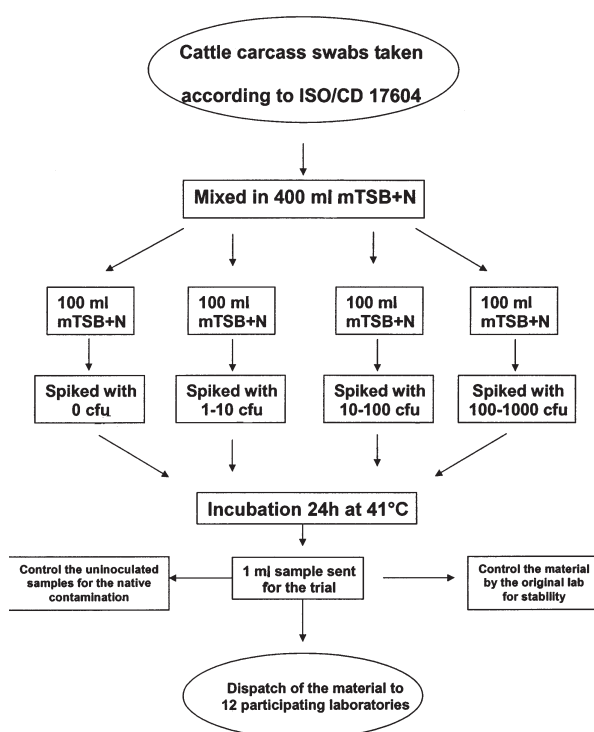 Cattle carcass swabs taken
according to ISO/CD 17604
Mixed in 400 ml mTSB+N
100 ml
mTSB+N
100 ml
mTSB+N
100 ml
mTSB+N
100 ml
mTSB+N
Spiked with
0 cfu
Spiked with
1-10 cfu
Spiked with
10-100 cfu
Spiked with
100-1000 cfu
Incubation 24h at 41°C
Control the uninoculated
samples for the native
contamination
1 ml sample sent
for the trial
Control the material
by the original lab
for stability
Dispatch of the material to
12 participating laboratories